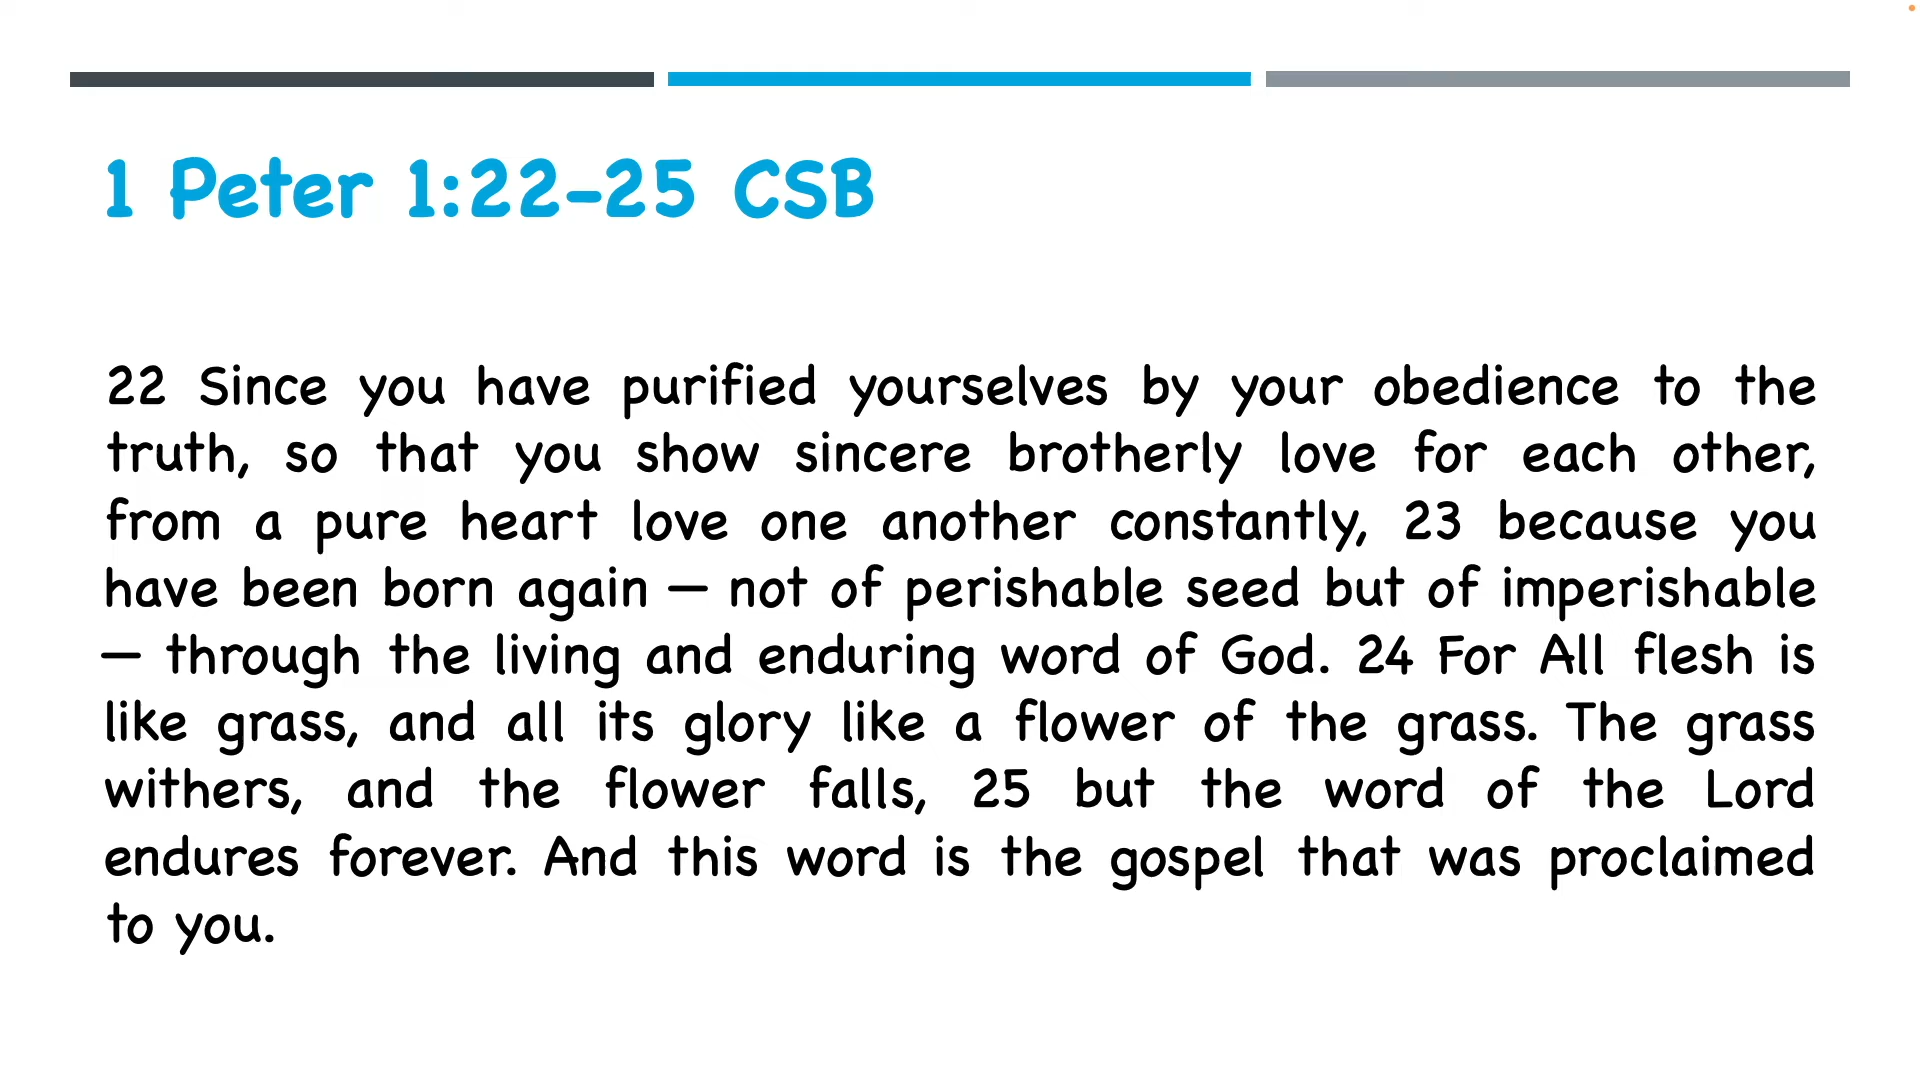 1 Peter 1:22-25 CSB
22 Since you have purified yourselves by your obedience to the
truth, so that you show sincere brotherly love for each other,
from a pure heart love one another constantly, 23 because you
have been born again — not of perishable seed but of imperishable
— through the living and enduring word of God. 24 For All flesh is
like grass, and all its glory like a flower of the grass. The grass
withers, and the flower falls, 25 but the word of the Lord
endures forever. And this word is the gospel that was proclaimed
to you.